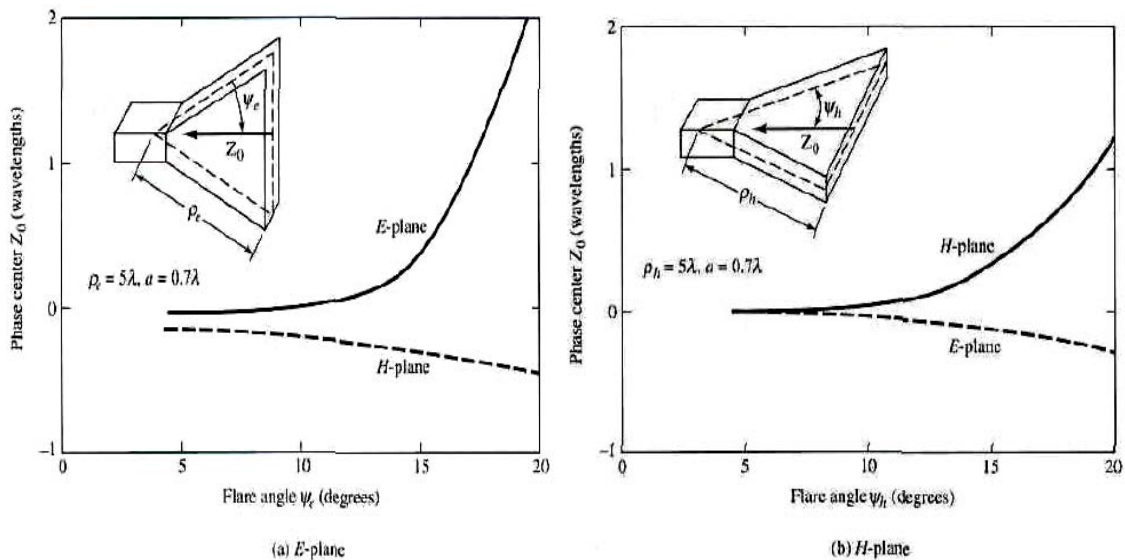 2
1
0
−1
Phase center Z₀ (wavelengths)
ψₑ
Z₀
ρₑ
E-plane
ρₑ = 5λ, a = 0.7λ
H-plane
0
5
10
15
20
Flare angle ψₑ (degrees)
(a) E-plane
2
1
0
−1
Phase center Z₀ (wavelengths)
ψₕ
Z₀
ρₕ
H-plane
ρₕ = 5λ, a = 0.7λ
E-plane
0
5
10
15
20
Flare angle ψₕ (degrees)
(b) H-plane